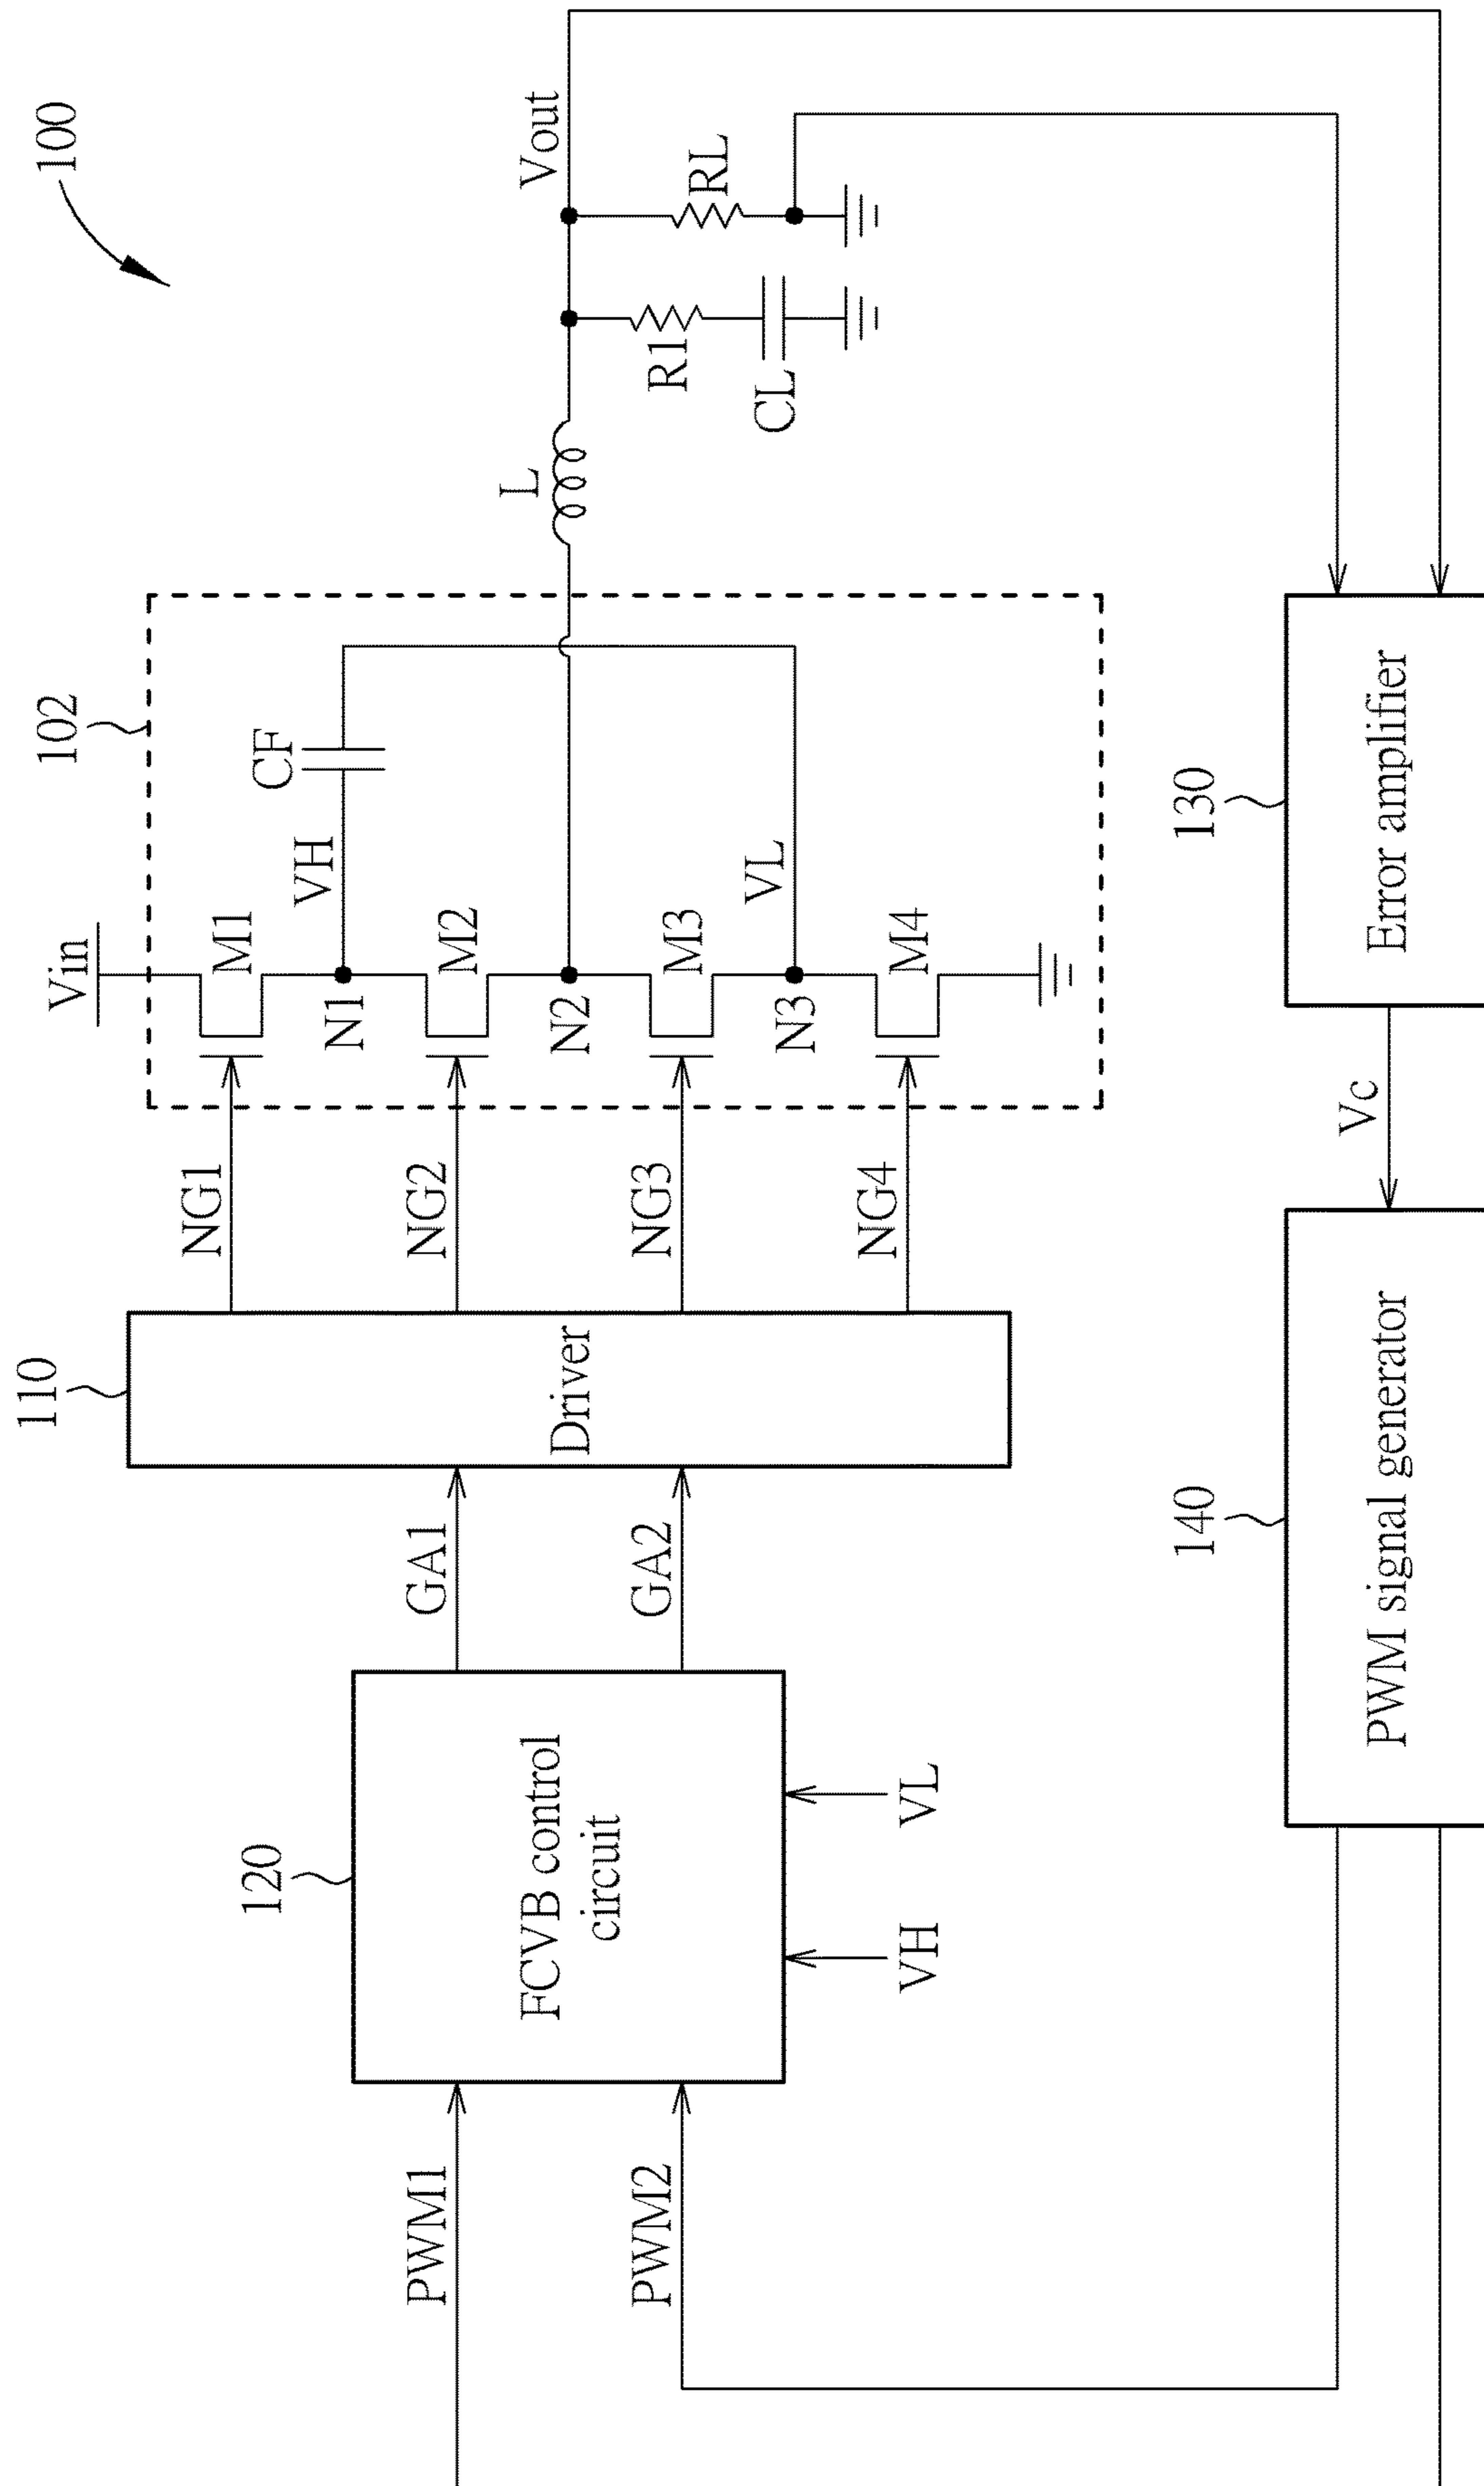 100
102
Vin
M1
N1
VH
CF
M2
N2
M3
VL
N3
M4
L
Vout
R1
CL
RL
110
Driver
NG1
NG2
NG3
NG4
120
FCVB control
circuit
GA1
GA2
VH
VL
PWM1
PWM2
130
Error amplifier
Vc
140
PWM signal generator